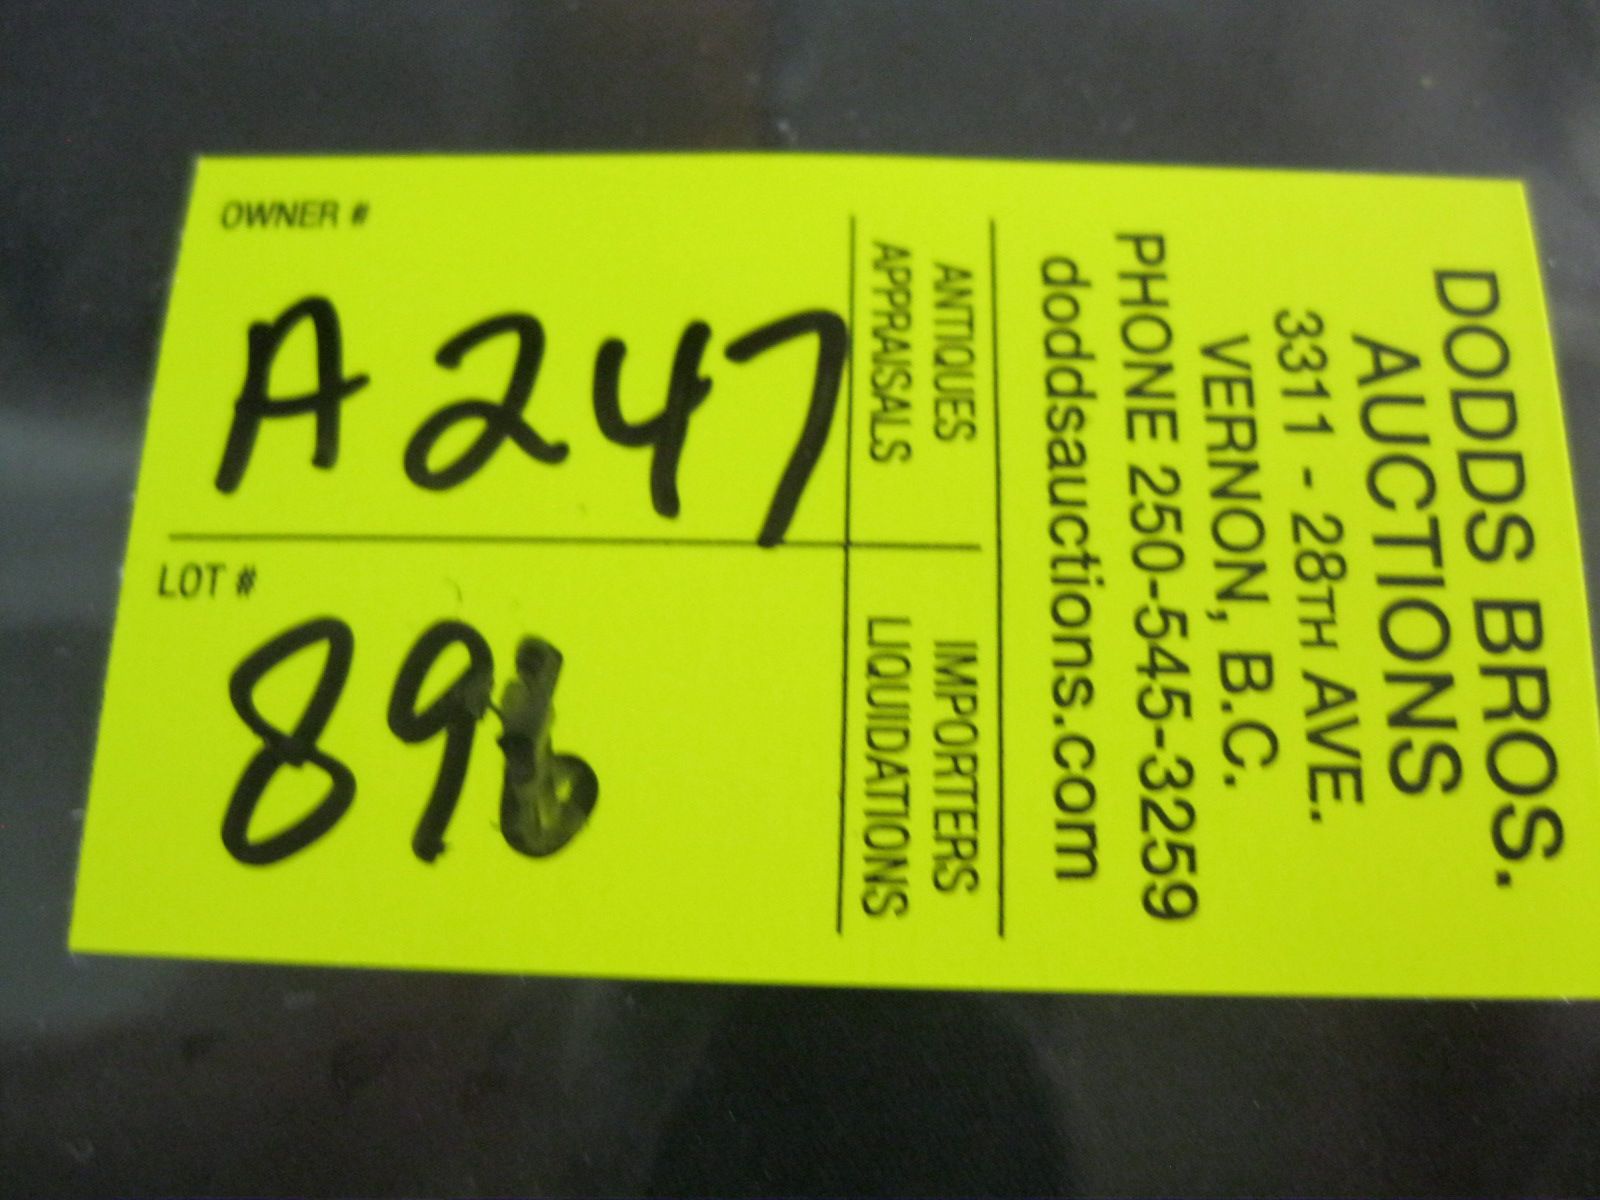 OWNER #
A247
LOT #
ANTIQUES
APPRAISALS
IMPORTERS
LIQUIDATIONS
DODDS BROS.
AUCTIONS
3311 - 28TH AVE.
VERNON, B.C.
PHONE 250-545-3259
doddsauctions.com